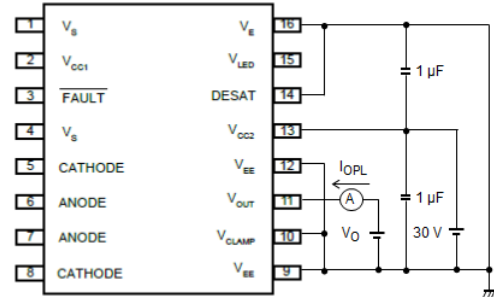 1 V_S V_E 16
2 V_CC1 V_LED 15
3 FAULT DESAT 14
4 V_S V_CC2 13
5 CATHODE V_EE 12
6 ANODE V_OUT 11
7 ANODE V_CLAMP 10
8 CATHODE V_EE 9
1 μF
I_OPL
A
1 μF
V_O
30 V